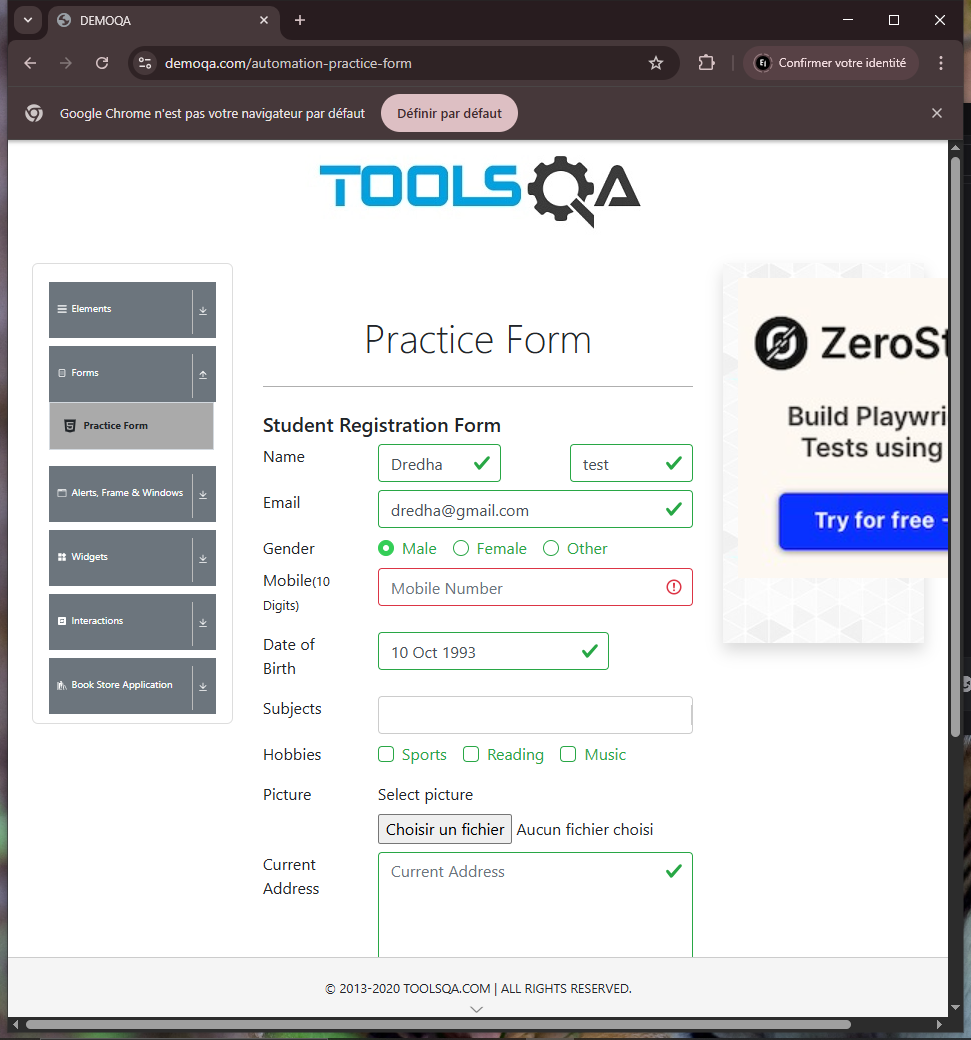 DEMOQA
demoqa.com/automation-practice-form
Confirmer votre identité
Google Chrome n'est pas votre navigateur par défaut
Définir par défaut
TOOLSQA
Elements
Forms
Practice Form
Alerts, Frame & Windows
Widgets
Interactions
Book Store Application
Practice Form
Student Registration Form
Name
Dredha
test
Email
dredha@gmail.com
Gender
Male
Female
Other
Mobile(10
Digits)
Mobile Number
Date of
Birth
10 Oct 1993
Subjects
Hobbies
Sports
Reading
Music
Picture
Select picture
Choisir un fichier
Aucun fichier choisi
Current
Address
Current Address
ZeroSt
Build Playwri
Tests using
Try for free
© 2013-2020 TOOLSQA.COM | ALL RIGHTS RESERVED.